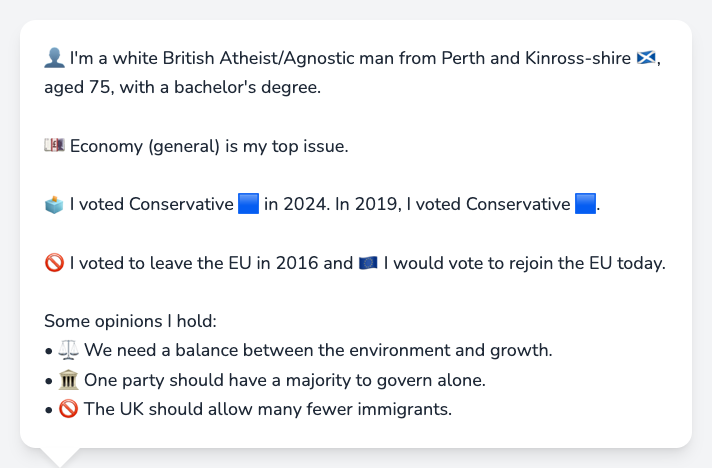 I'm a white British Atheist/Agnostic man from Perth and Kinross-shire 🏴󠁧󠁢󠁳󠁣󠁴󠁿,
aged 75, with a bachelor's degree.
Economy (general) is my top issue.
I voted Conservative 🟦 in 2024. In 2019, I voted Conservative 🟦.
🚫 I voted to leave the EU in 2016 and 🇪🇺 I would vote to rejoin the EU today.
Some opinions I hold:
• ⚖️ We need a balance between the environment and growth.
• 🏛️ One party should have a majority to govern alone.
• 🚫 The UK should allow many fewer immigrants.